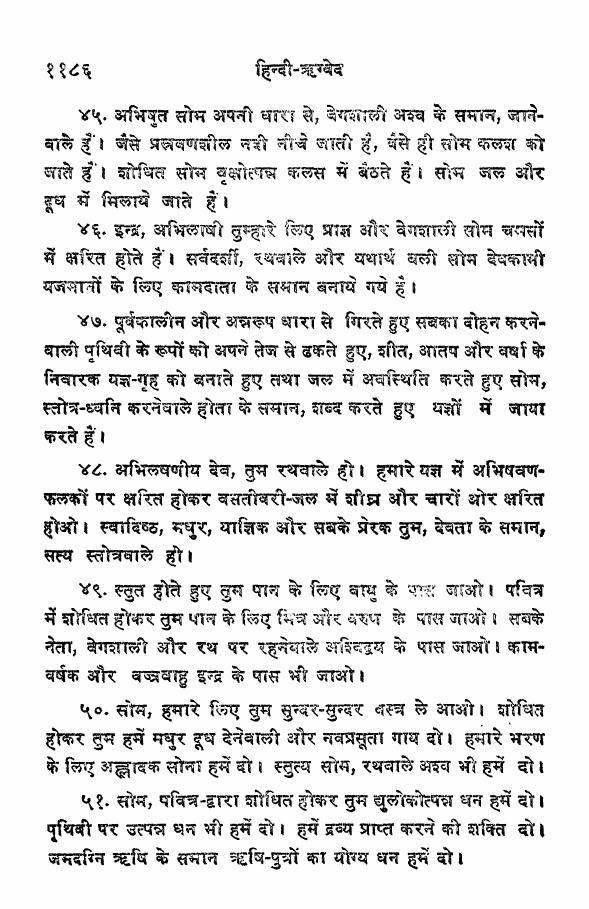 ११८६ हिन्दी-ऋग्वेद
४५. अभिषुत सोम अपनी धारा से, वेगशाली अश्व के समान, जाने-
वाले हैं। जैसे प्रस्रवणशील नदी नीचे जाती है, वैसे ही सोम कलश को
जाते हैं। शोधित सोम वृक्षोत्पन्न कलस में बैठते हैं। सोम जल और
दूध में मिलाये जाते हैं।
४६. इन्द्र, अभिलाषी तुम्हारे लिए प्राज्ञ और वेगशाली सोम चमसों
में क्षरित होते हैं। सर्वदर्शी, रथवाले और यथार्थ बली सोम देवकामी
यजमानों के लिए कामदाता के समान बनाये गये हैं।
४७. पूर्वकालीन और अन्नरूप धारा से गिरते हुए सबका दोहन करने-
वाली पृथिवी के रूपों को अपने तेज से ढकते हुए, शीत, आतप और वर्षा के
निवारक यज्ञ-गृह को बनाते हुए तथा जल में अवस्थिति करते हुए सोम,
स्तोत्र-ध्वनि करनेवाले होता के समान, शब्द करते हुए यज्ञों में जाया
करते हैं।
४८. अभिलषणीय देव, तुम रथवाले हो। हमारे यज्ञ में अभिषवण-
फलकों पर क्षरित होकर वसतीवरी-जल में शीघ्र और चारों ओर क्षरित
होओ। स्वादिष्ठ, मधुर, याज्ञिक और सबके प्रेरक तुम, देवता के समान,
सत्य स्तोत्रवाले हो।
४९. स्तुत होते हुए तुम पान के लिए वायु के पास जाओ। पवित्र
में शोधित होकर तुम पान के लिए मित्र और वरुण के पास जाओ। सबके
नेता, वेगशाली और रथ पर रहनेवाले अश्विद्वय के पास जाओ। काम-
वर्षक और वज्रबाहु इन्द्र के पास भी जाओ।
५०. सोम, हमारे लिए तुम सुन्दर-सुन्दर वस्त्र ले आओ। शोधित
होकर तुम हमें मधुर दूध देनेवाली और नवप्रसूता गाय दो। हमारे भरण
के लिए आह्लादक सोना हमें दो। स्तुत्य सोम, रथवाले अश्व भी हमें दो।
५१. सोम, पवित्र-द्वारा शोधित होकर तुम द्युलोकोत्पन्न धन हमें दो।
पृथिवी पर उत्पन्न धन भी हमें दो। हमें द्रव्य प्राप्त करने की शक्ति दो।
जमदग्नि ऋषि के समान ऋषि-पुत्रों का योग्य धन हमें दो।